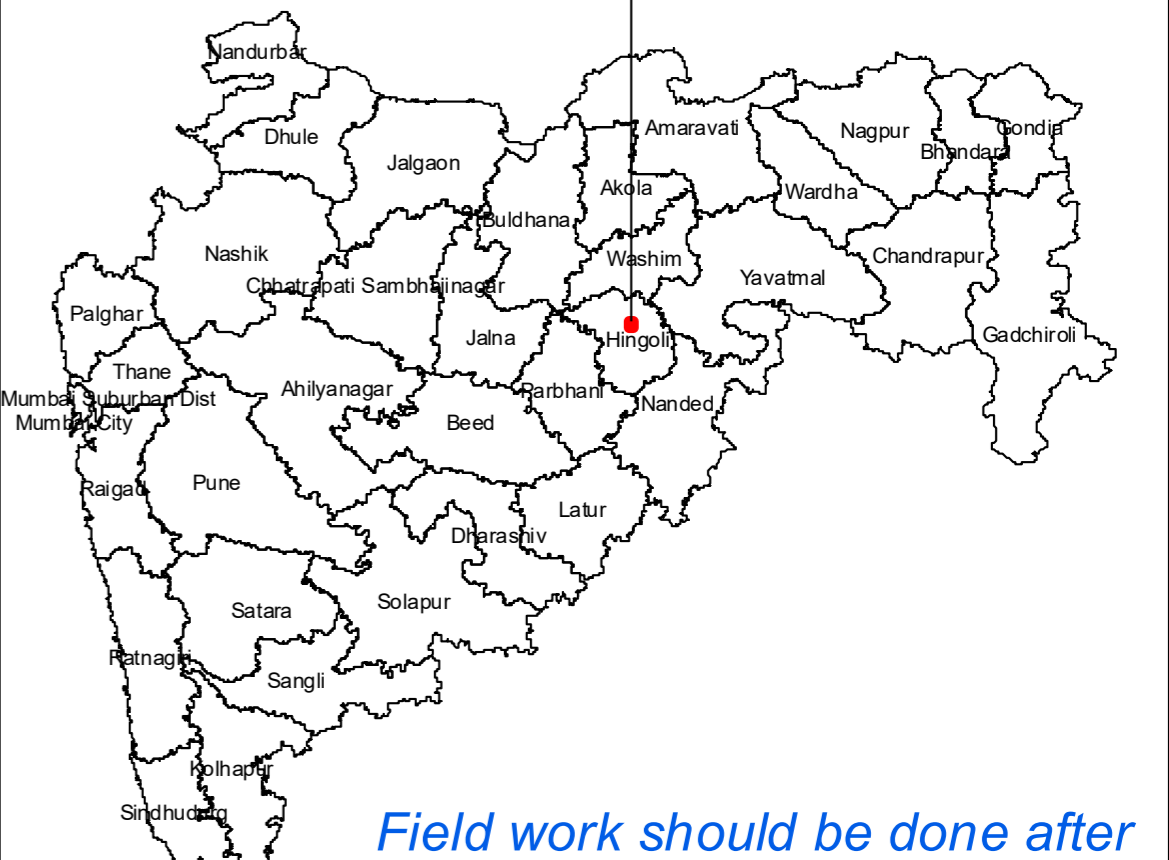 Nandurbar
Dhule
Jalgaon
Amaravati
Nagpur
Gondia
Bhandara
Akola
Wardha
Buldhana
Nashik
Washim
Chandrapur
Yavatmal
Chhatrapati Sambhajinagar
Palghar
Jalna
Hingoli
Gadchiroli
Thane
Ahilyanagar
Parbhani
Mumbai Suburban Dist
Nanded
Mumbai City
Beed
Raigad
Pune
Latur
Dharashiv
Solapur
Satara
Ratnagiri
Sangli
Kolhapur
Sindhudurg
Field work should be done after